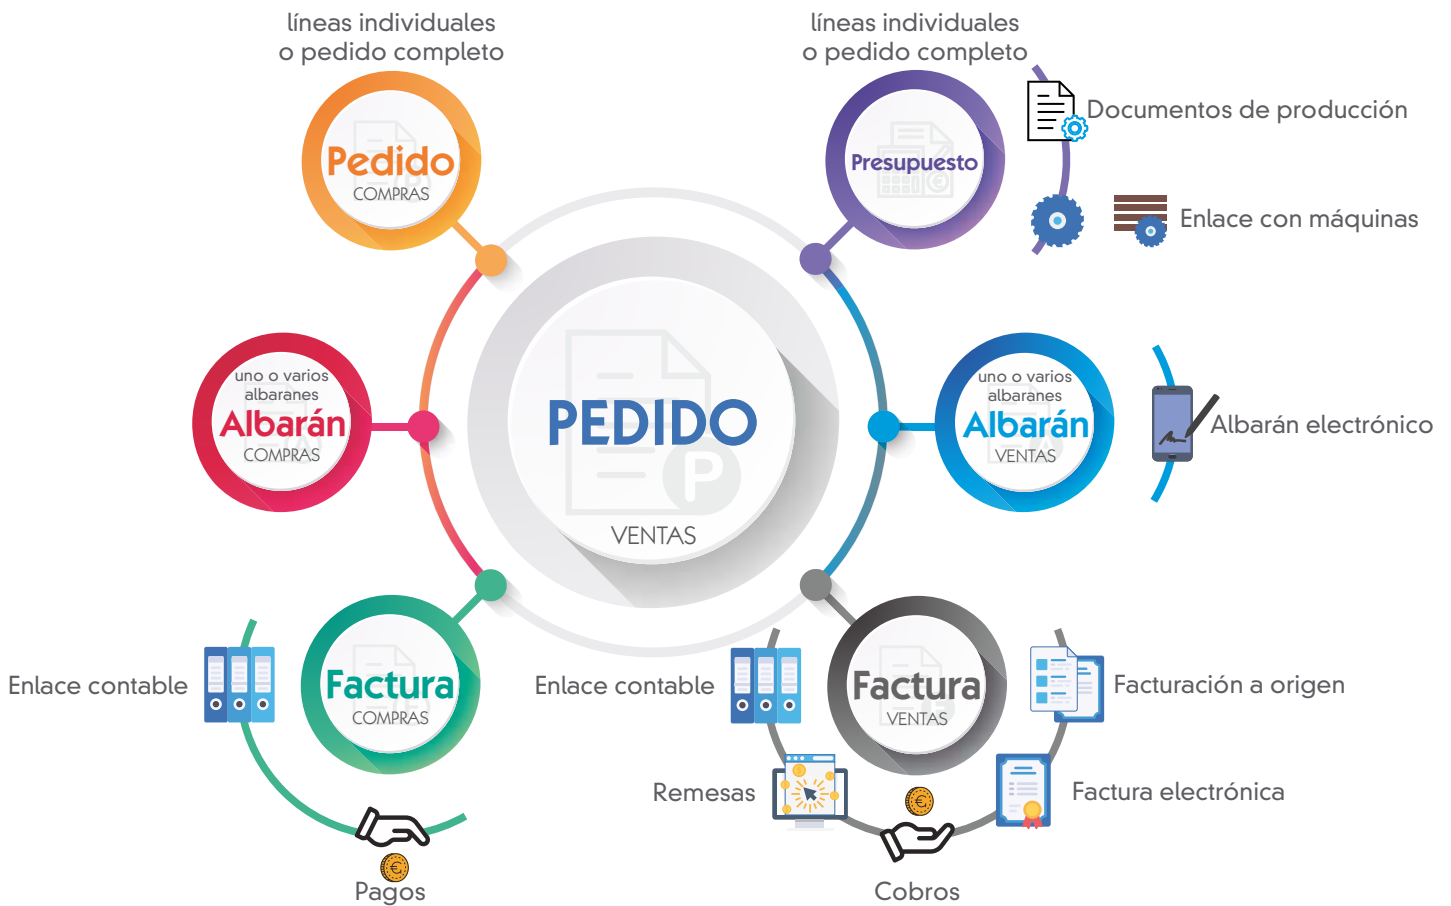 líneas individuales
o pedido completo
Pedido
COMPRAS
líneas individuales
o pedido completo
Presupuesto
Documentos de producción
Enlace con máquinas
uno o varios
albaranes
Albarán
COMPRAS
PEDIDO
P
VENTAS
uno o varios
albaranes
Albarán
VENTAS
Albarán electrónico
Enlace contable
Factura
COMPRAS
Pagos
Enlace contable
Factura
VENTAS
Facturación a origen
Remesas
Factura electrónica
Cobros